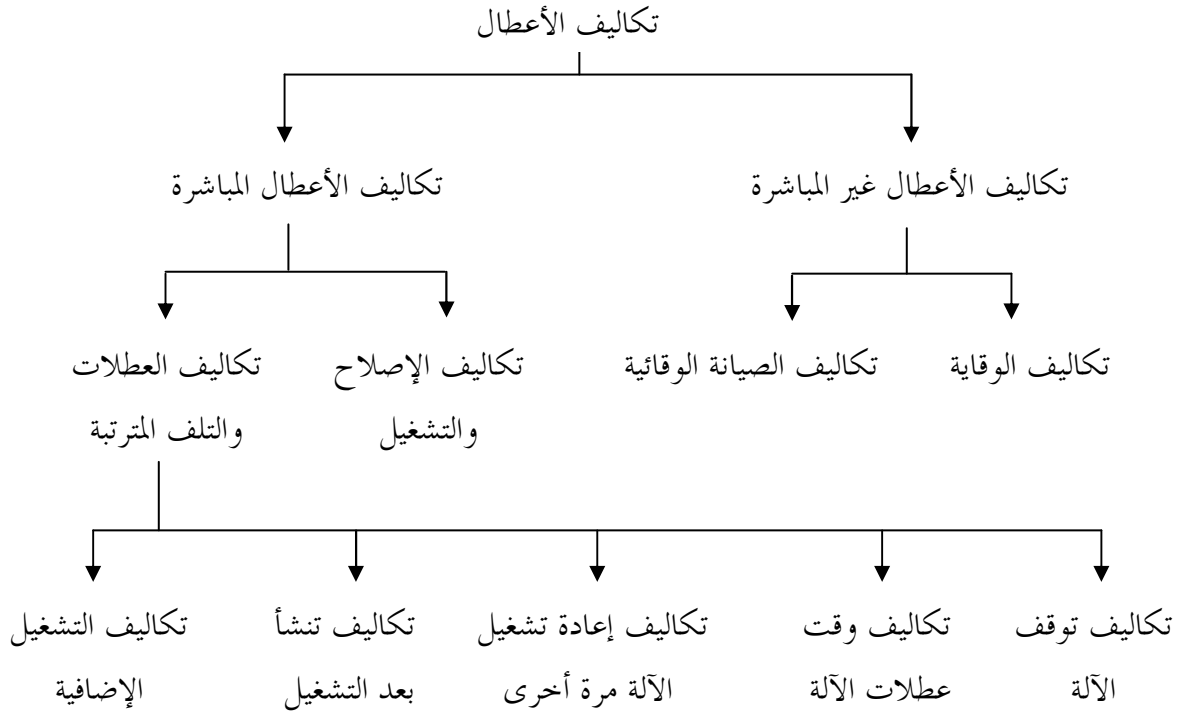 تكاليف الأعطال
تكاليف الأعطال غير المباشرة
تكاليف الأعطال المباشرة
تكاليف الوقاية
تكاليف الصيانة الوقائية
تكاليف الإصلاح
والتشغيل
تكاليف العطلات
والتلف المترتبة
تكاليف توقف
الآلة
تكاليف وقت
عطلات الآلة
تكاليف إعادة تشغيل
الآلة مرة أخرى
تكاليف تنشأ
بعد التشغيل
تكاليف التشغيل
الإضافية